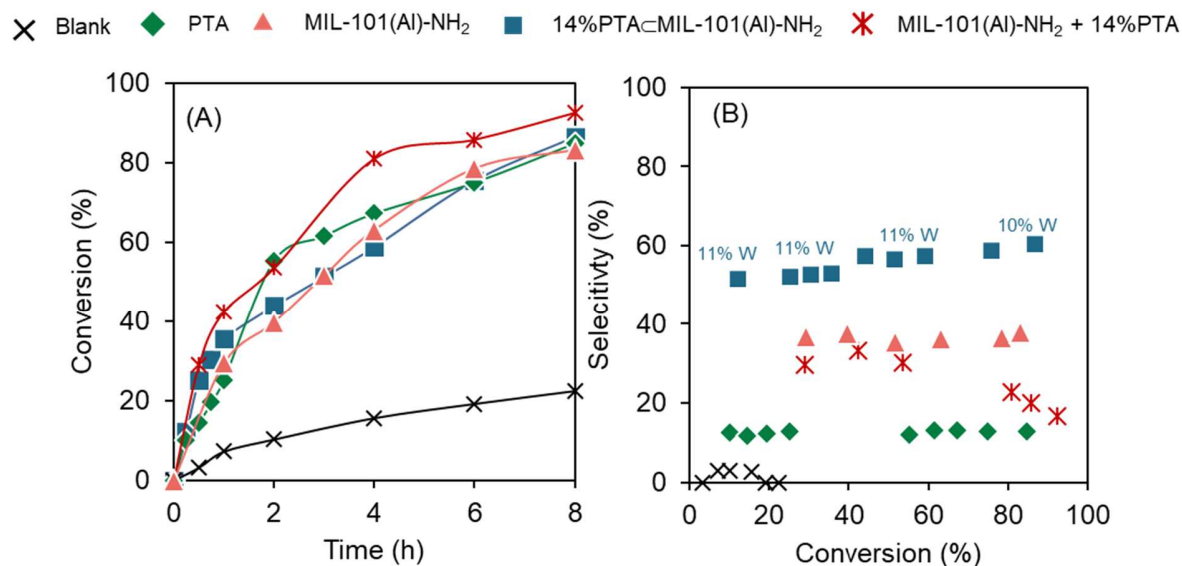 Blank PTA MIL-101(Al)-NH₂ 14%PTA⊂MIL-101(Al)-NH₂ MIL-101(Al)-NH₂ + 14%PTA
(A)
Conversion (%)
100
80
60
40
20
0
0 2 4 6 8
Time (h)
(B)
Selecitivty (%)
100
80
60
40
20
0
11% W 11% W 11% W 10% W
0 20 40 60 80 100
Conversion (%)